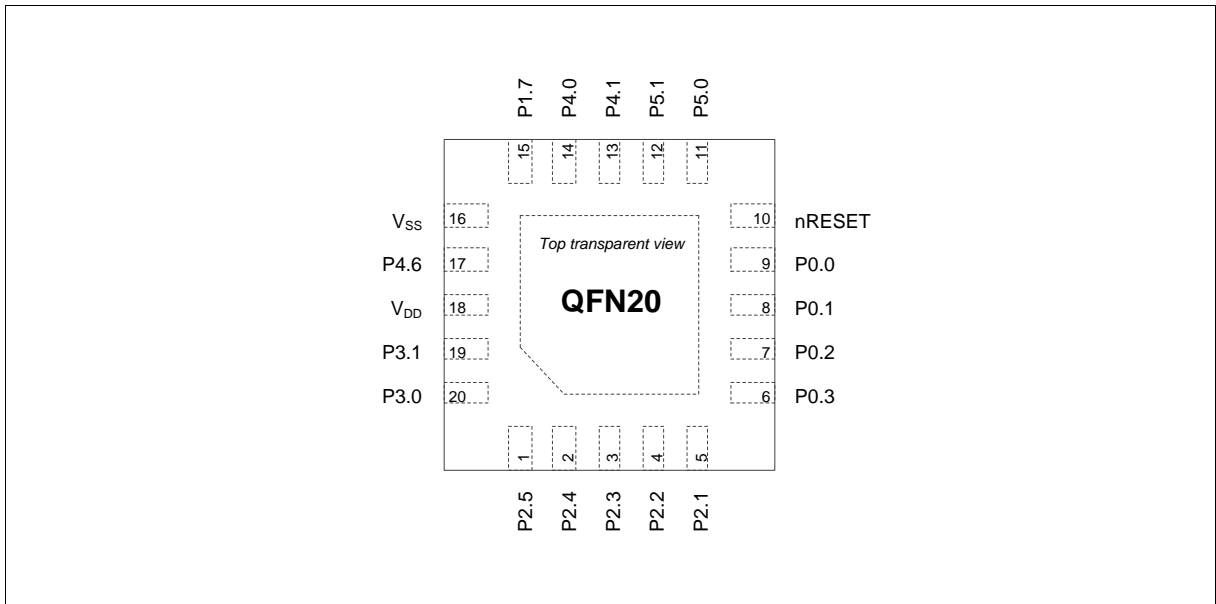 P1.7 P4.0 P4.1 P5.1 P5.0
15 14 13 12 11
VSS 16 10 nRESET
Top transparent view
P4.6 17 9 P0.0
QFN20
VDD 18 8 P0.1
P3.1 19 7 P0.2
P3.0 20 6 P0.3
1 2 3 4 5
P2.5 P2.4 P2.3 P2.2 P2.1